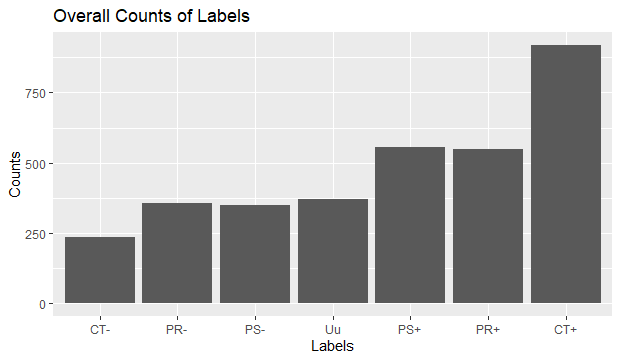 Overall Counts of Labels
Counts
750
500
250
0
CT-
PR-
PS-
Uu
PS+
PR+
CT+
Labels